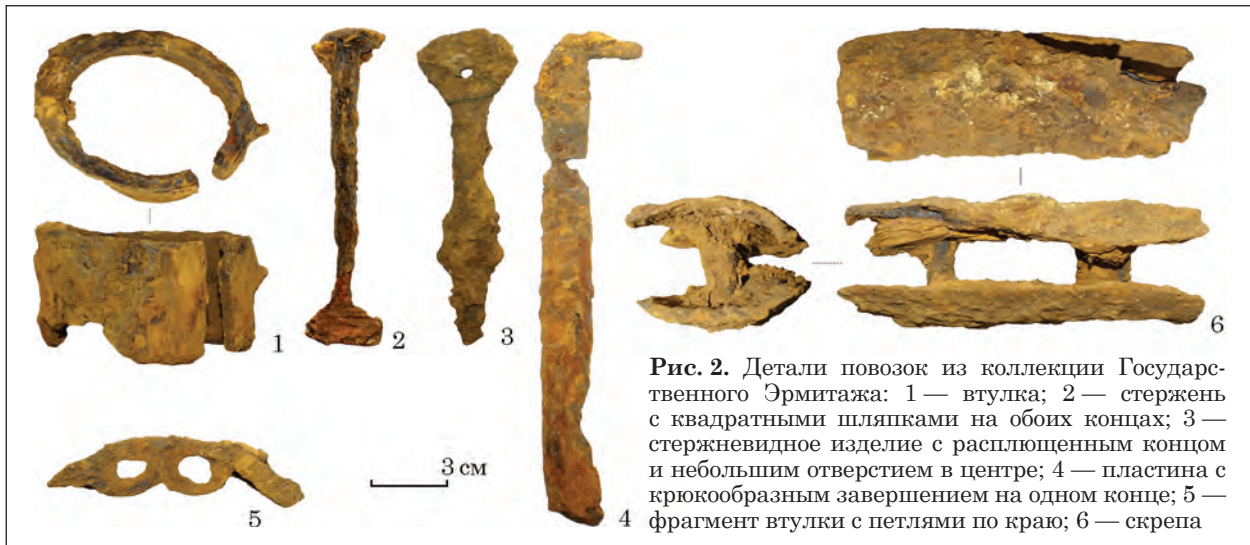 1
2
3
6
Рис. 2. Детали повозок из коллекции Государс-
твенного Эрмитажа: 1 — втулка; 2 — стержень
с квадратными шляпками на обоих концах; 3 —
стержневидное изделие с расплющенным концом
и небольшим отверстием в центре; 4 — пластина с
крюкообразным завершением на одном конце; 5 —
фрагмент втулки с петлями по краю; 6 — скрепа
3 см
5
4